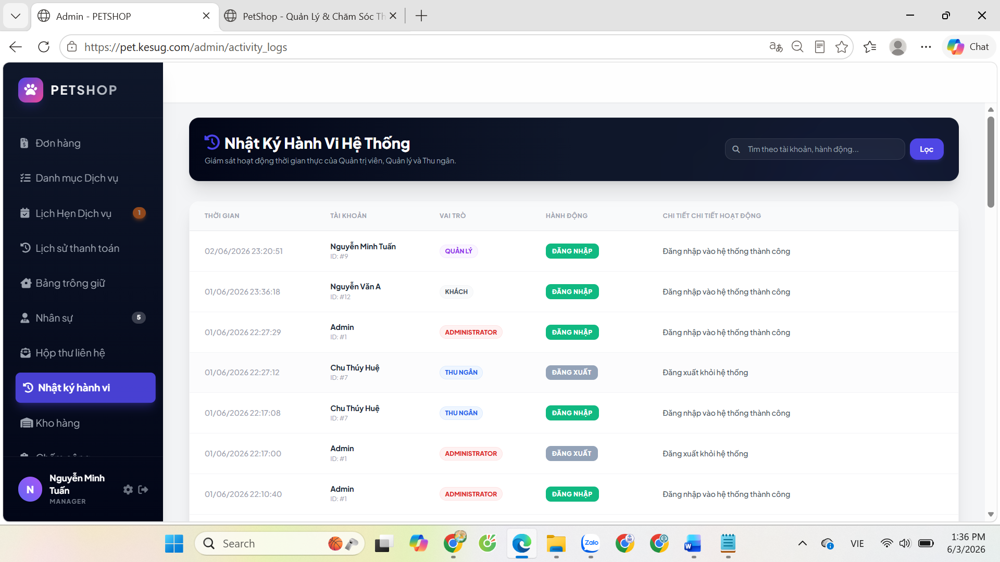 Admin - PETSHOP
PetShop - Quản Lý & Chăm Sóc Th
https://pet.kesug.com/admin/activity_logs
Chat
PETSHOP
Đơn hàng
Danh mục Dịch vụ
Lịch Hẹn Dịch vụ 1
Lịch sử thanh toán
Bảng trông giữ
Nhân sự 5
Hộp thư liên hệ
Nhật ký hành vi
Kho hàng
N
Nguyễn Minh
Tuấn
MANAGER
Nhật Ký Hành Vi Hệ Thống
Giám sát hoạt động thời gian thực của Quản trị viên, Quản lý và Thu ngân.
Tìm theo tài khoản, hành động...
Lọc
THỜI GIAN TÀI KHOẢN VAI TRÒ HÀNH ĐỘNG CHI TIẾT CHI TIẾT HOẠT ĐỘNG
02/06/2026 23:20:51 Nguyễn Minh Tuấn QUẢN LÝ ĐĂNG NHẬP Đăng nhập vào hệ thống thành công
ID: #9
01/06/2026 23:36:18 Nguyễn Văn A KHÁCH ĐĂNG NHẬP Đăng nhập vào hệ thống thành công
ID: #12
01/06/2026 22:27:29 Admin ADMINISTRATOR ĐĂNG NHẬP Đăng nhập vào hệ thống thành công
ID: #1
01/06/2026 22:27:12 Chu Thúy Huệ THU NGÂN ĐĂNG XUẤT Đăng xuất khỏi hệ thống
ID: #7
01/06/2026 22:17:08 Chu Thúy Huệ THU NGÂN ĐĂNG NHẬP Đăng nhập vào hệ thống thành công
ID: #7
01/06/2026 22:17:00 Admin ADMINISTRATOR ĐĂNG XUẤT Đăng xuất khỏi hệ thống
ID: #1
01/06/2026 22:10:40 Admin ADMINISTRATOR ĐĂNG NHẬP Đăng nhập vào hệ thống thành công
ID: #1
Search
Zalo
VIE
1:36 PM
6/3/2026